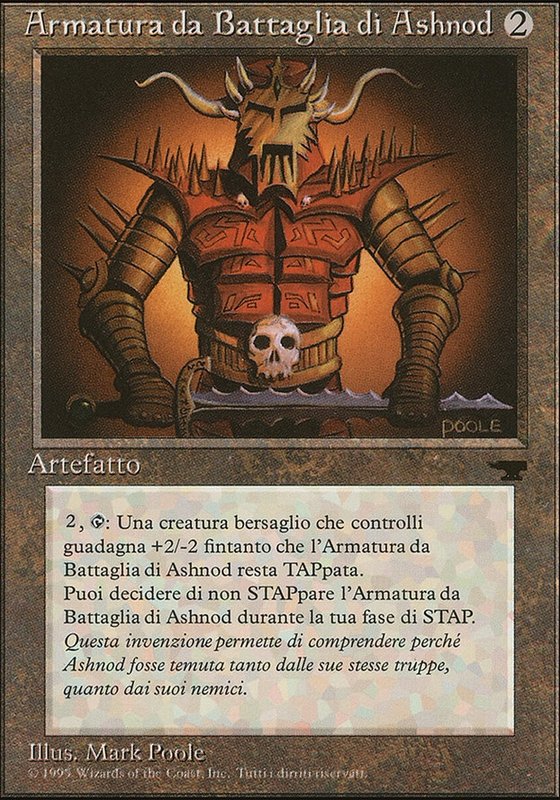 Armatura da Battaglia di Ashnod 2
POOLE
Artefatto
2, : Una creatura bersaglio che controlli
guadagna +2/-2 fintanto che l'Armatura da
Battaglia di Ashnod resta TAPpata.
Puoi decidere di non STAPpare l'Armatura da
Battaglia di Ashnod durante la tua fase di STAP.
Questa invenzione permette di comprendere perché
Ashnod fosse temuta tanto dalle sue stesse truppe,
quanto dai suoi nemici.
Illus. Mark Poole
© 1995 Wizards of the Coast, Inc. Tutti i diritti riservati.